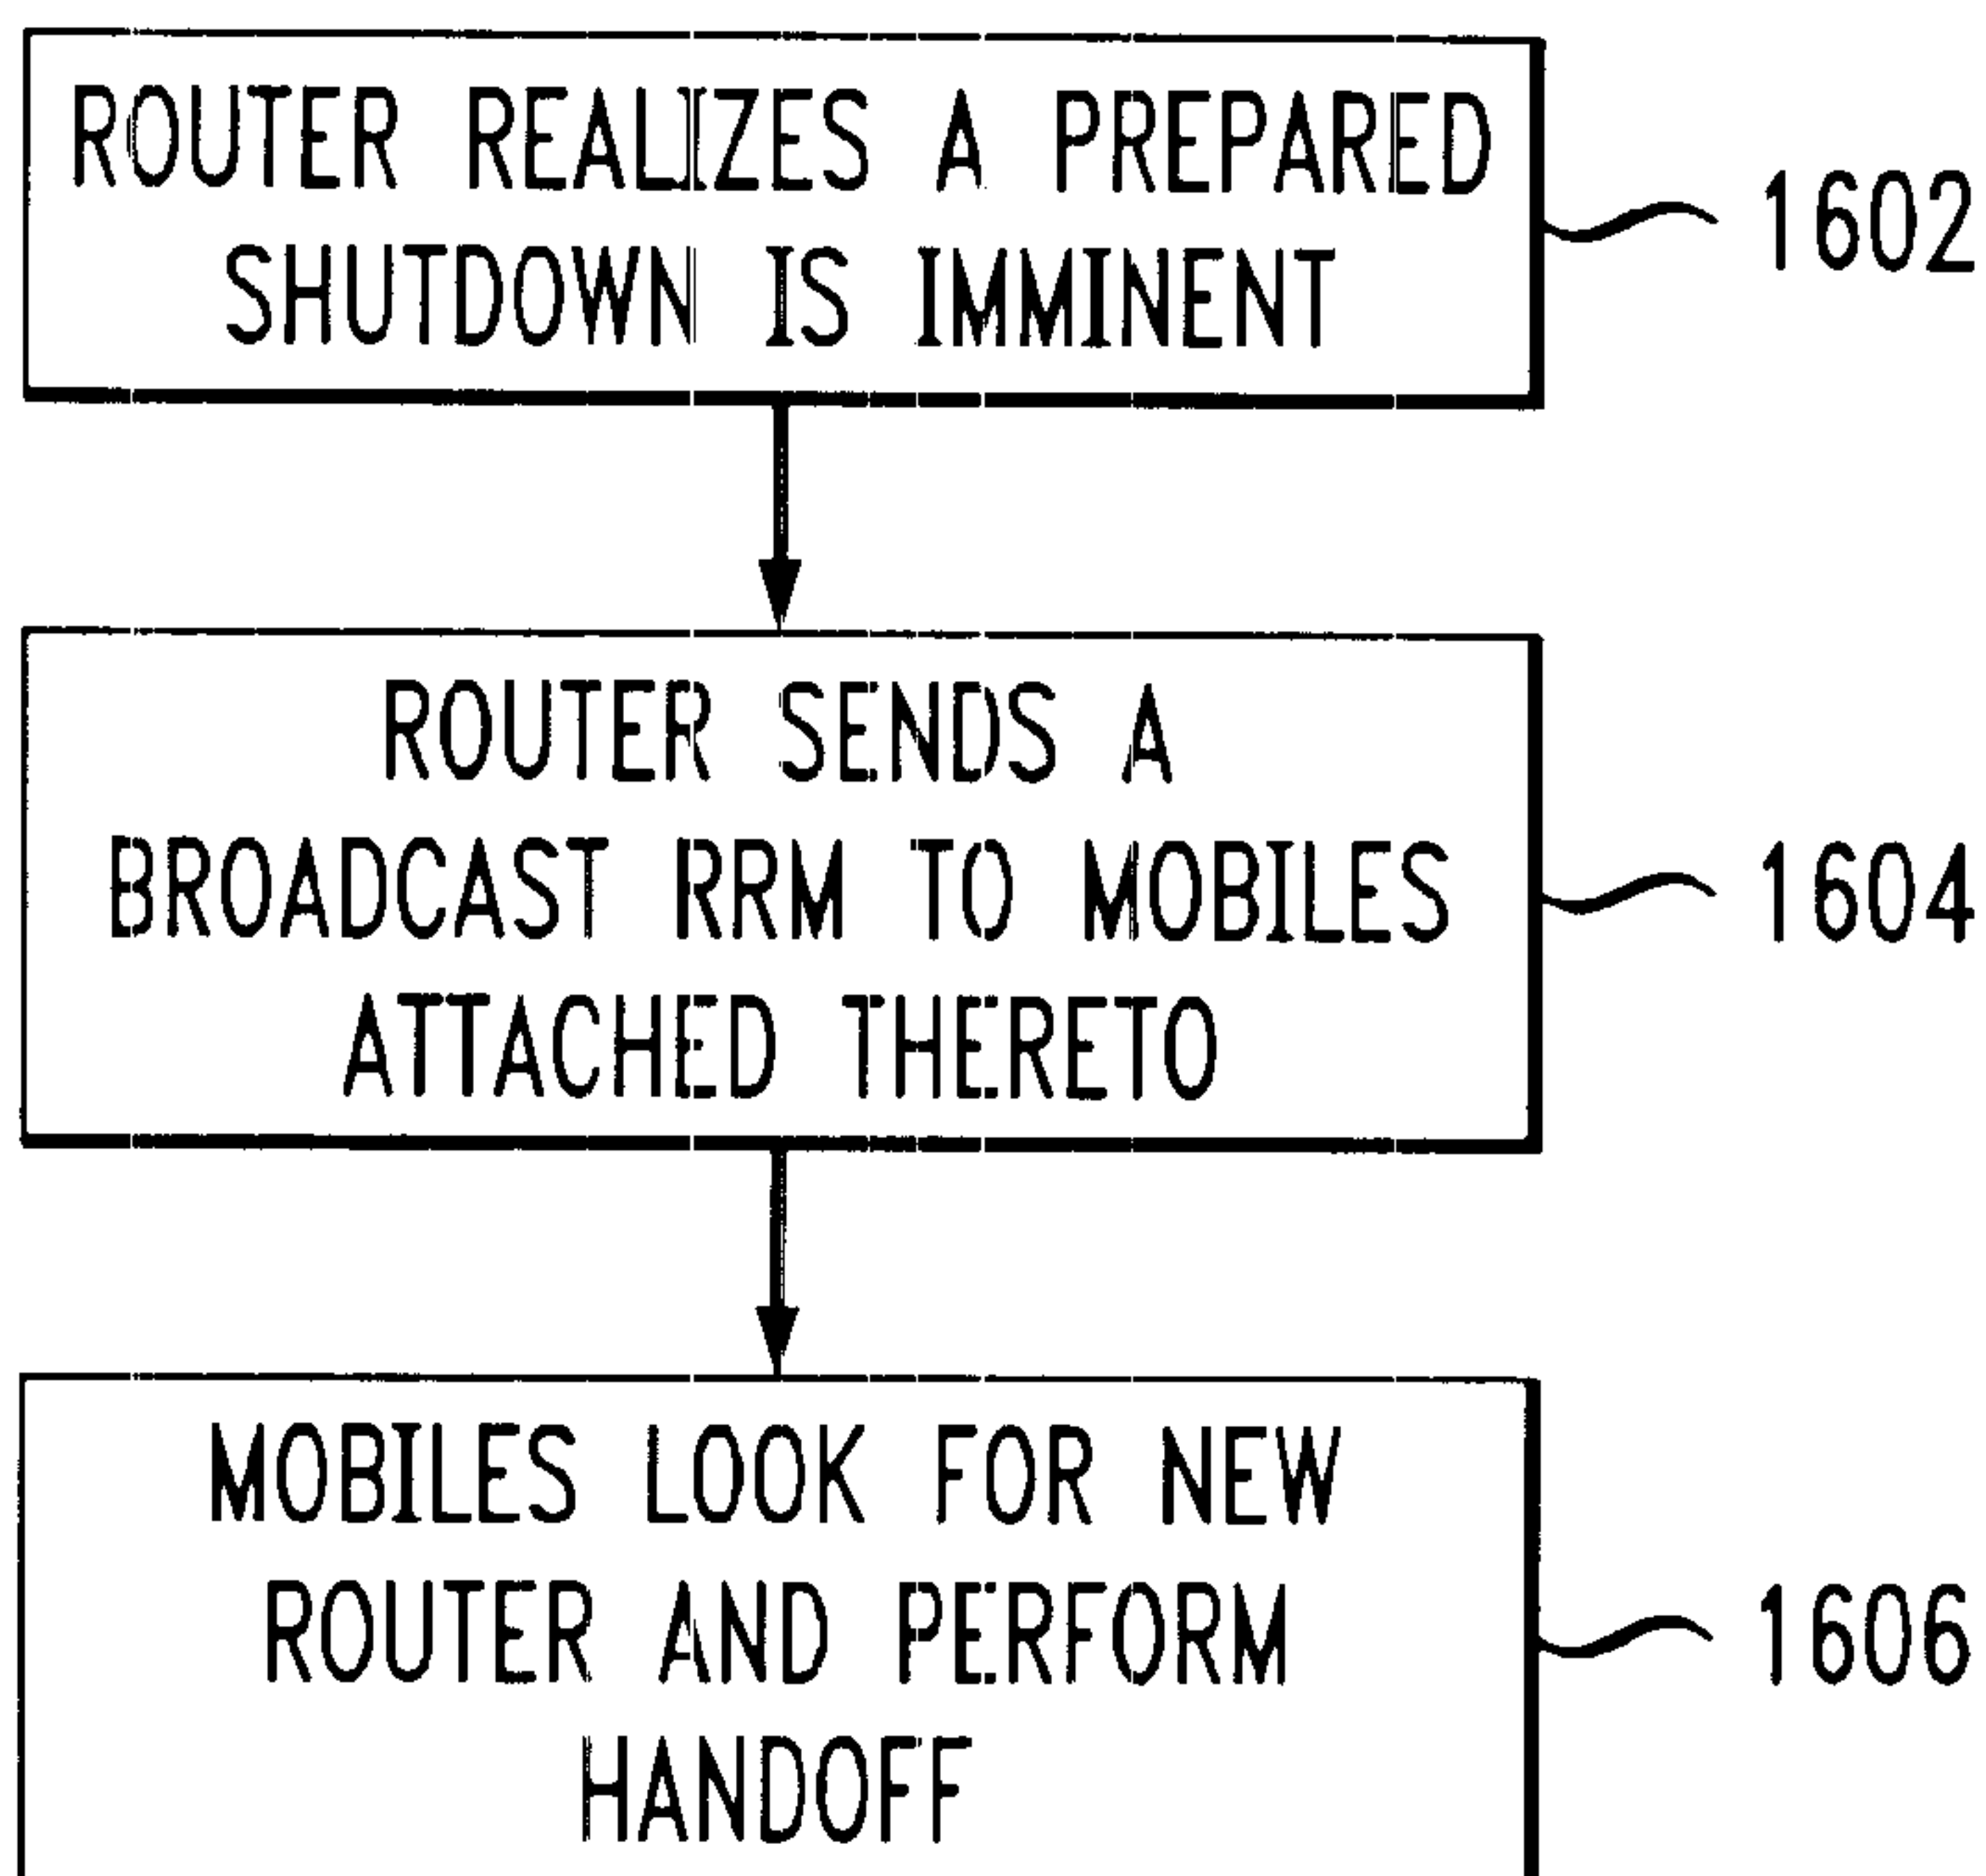 ROUTER REALIZES A PREPARED
SHUTDOWN IS IMMINENT
1602
ROUTER SENDS A
BROADCAST RRM TO MOBILES
ATTACHED THERETO
1604
MOBILES LOOK FOR NEW
ROUTER AND PERFORM
HANDOFF
1606